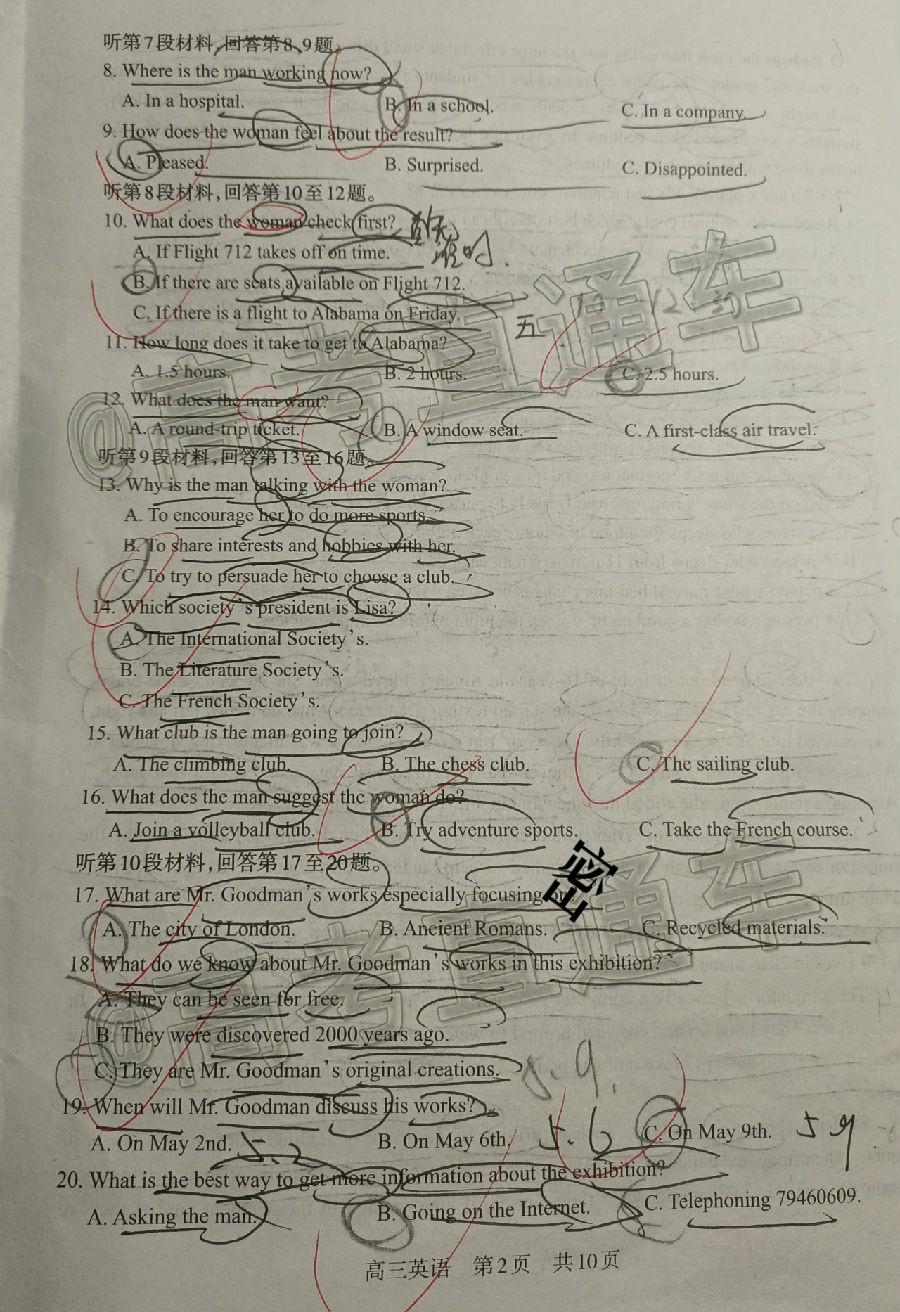 听第7段材料,回答第8、9题。
8. Where is the man working now?
A. In a hospital. B. In a school. C. In a company.
9. How does the woman feel about the result?
A. Pleased. B. Surprised. C. Disappointed.
听第8段材料,回答第10至12题。
10. What does the woman check first?
A. If Flight 712 takes off on time.
B. If there are seats available on Flight 712.
C. If there is a flight to Alabama on Friday. 五
11. How long does it take to get to Alabama?
A. 1.5 hours. B. 2 hours. C. 2.5 hours.
12. What does the man want?
A. A round-trip ticket. B. A window seat. C. A first-class air travel.
听第9段材料,回答第13至16题。
13. Why is the man talking with the woman?
A. To encourage her to do more sports.
B. To share interests and hobbies with her.
C. To try to persuade her to choose a club.
14. Which society's president is Lisa?
A. The International Society's.
B. The Literature Society's.
C. The French Society's.
15. What club is the man going to join?
A. The climbing club. B. The chess club. C. The sailing club.
16. What does the man suggest the woman do?
A. Join a volleyball club. B. Try adventure sports. C. Take the French course.
听第10段材料,回答第17至20题。
17. What are Mr. Goodman's works especially focusing on?
A. The city of London. B. Ancient Romans. C. Recycled materials.
18. What do we know about Mr. Goodman's works in this exhibition?
A. They can be seen for free.
B. They were discovered 2000 years ago.
C. They are Mr. Goodman's original creations. 5.9.
19. When will Mr. Goodman discuss his works?
A. On May 2nd. 5.2 B. On May 6th. 5.6 C. On May 9th. 5.9
20. What is the best way to get more information about the exhibition?
A. Asking the man. B. Going on the Internet. C. Telephoning 79460609.
高三英语 第2页 共10页
密
@高考直通车
@高考直通车